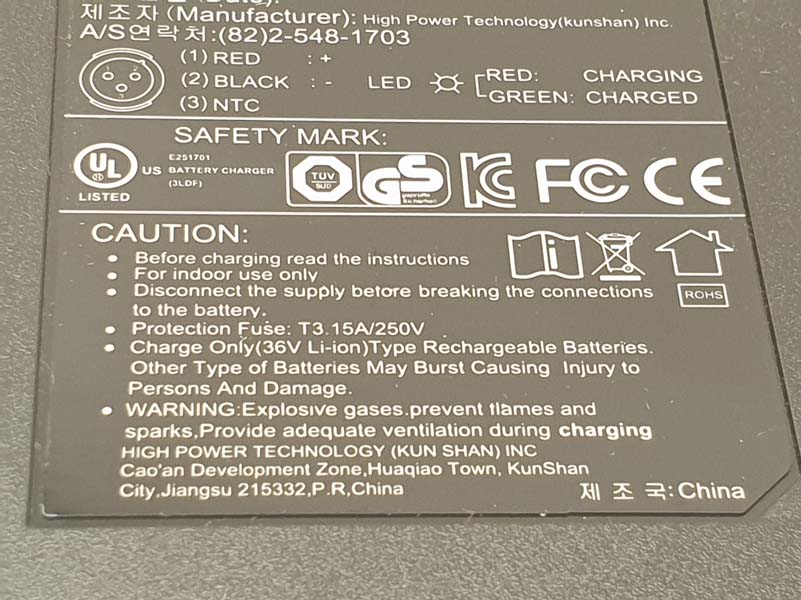 제조자(Manufacturer): High Power Technology(kunshan) Inc.
A/S연락처:(82)2-548-1703
(1) RED : +
(2) BLACK : -
(3) NTC
LED
RED: CHARGING
GREEN: CHARGED
SAFETY MARK:
UL
LISTED
US
E251701
BATTERY CHARGER
(3LDF)
TUV
SUD
GS
geprüfte
Sicherheit
KC
FC
CE
CAUTION:
• Before charging read the instructions
• For indoor use only
• Disconnect the supply before breaking the connections
to the battery.
• Protection Fuse: T3.15A/250V
• Charge Only(36V Li-ion)Type Rechargeable Batteries.
Other Type of Batteries May Burst Causing Injury to
Persons And Damage.
• WARNING:Explosive gases.prevent flames and
sparks,Provide adequate ventilation during charging
ROHS
HIGH POWER TECHNOLOGY (KUN SHAN) INC
Cao'an Development Zone,Huaqiao Town, KunShan
City,Jiangsu 215332,P.R,China
제 조 국:China